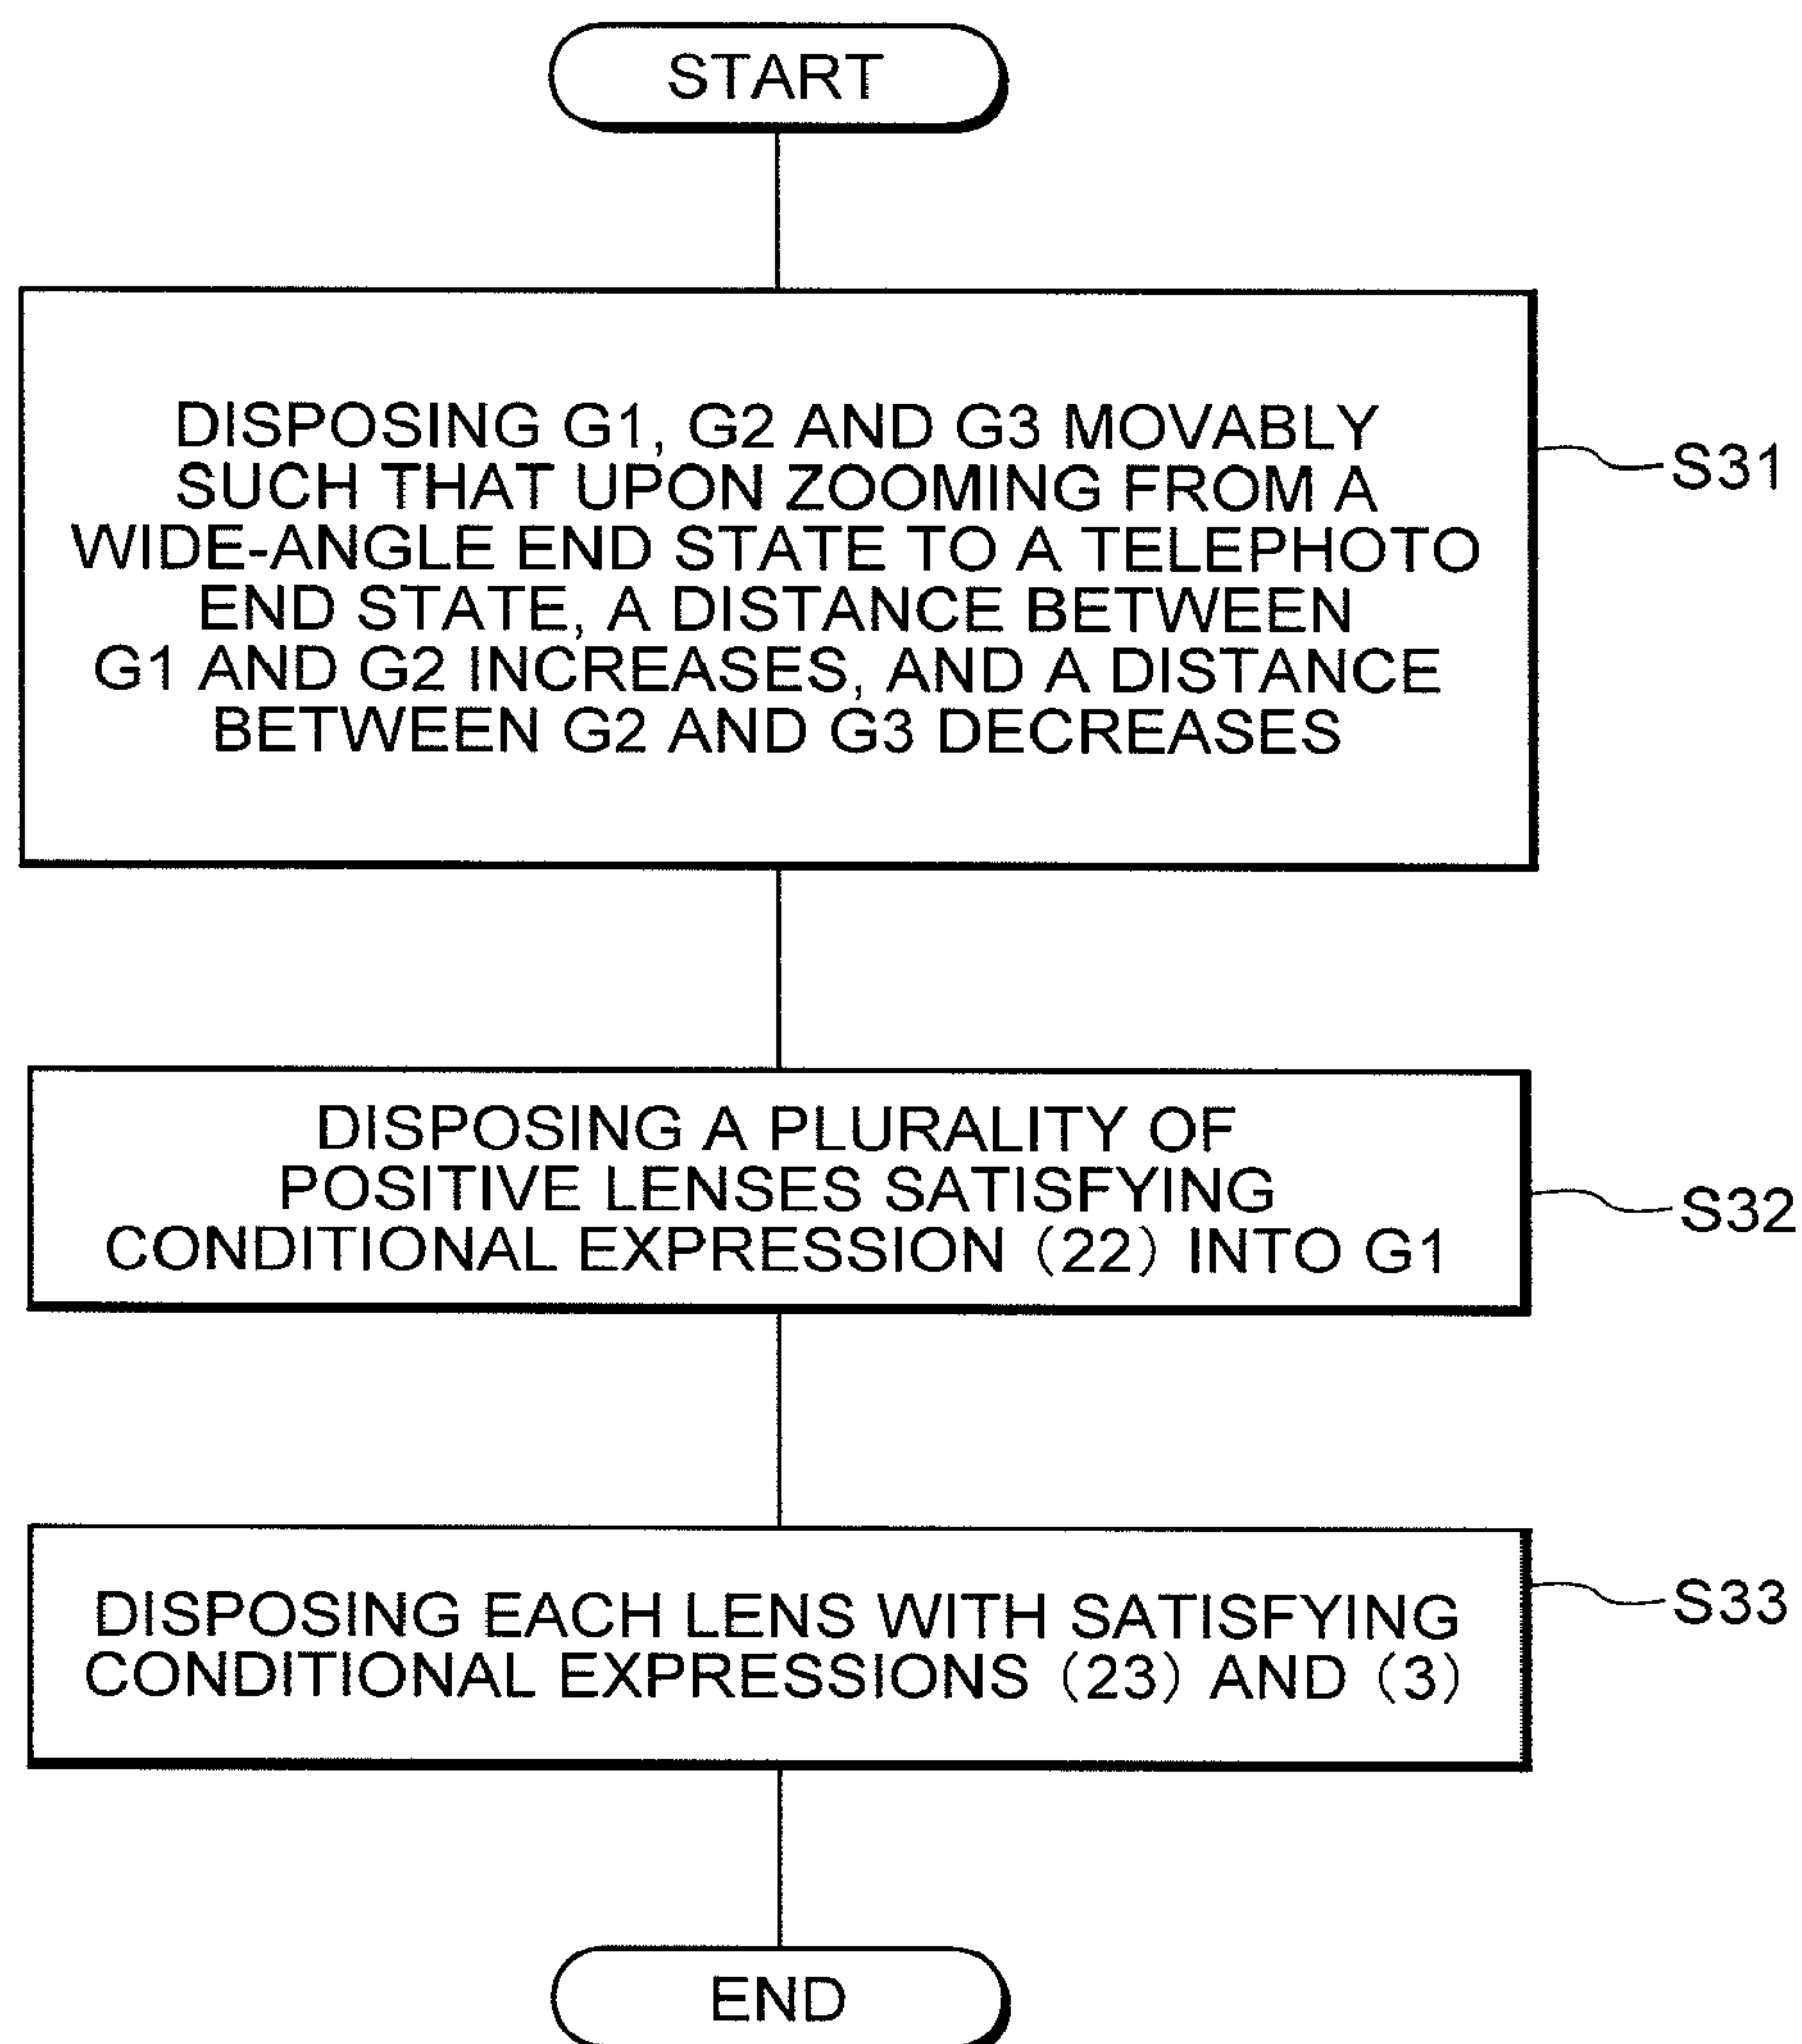 START
DISPOSING G1, G2 AND G3 MOVABLY
SUCH THAT UPON ZOOMING FROM A
WIDE-ANGLE END STATE TO A TELEPHOTO
END STATE, A DISTANCE BETWEEN
G1 AND G2 INCREASES, AND A DISTANCE
BETWEEN G2 AND G3 DECREASES
S31
DISPOSING A PLURALITY OF
POSITIVE LENSES SATISFYING
CONDITIONAL EXPRESSION (22) INTO G1
S32
DISPOSING EACH LENS WITH SATISFYING
CONDITIONAL EXPRESSIONS (23) AND (3)
S33
END